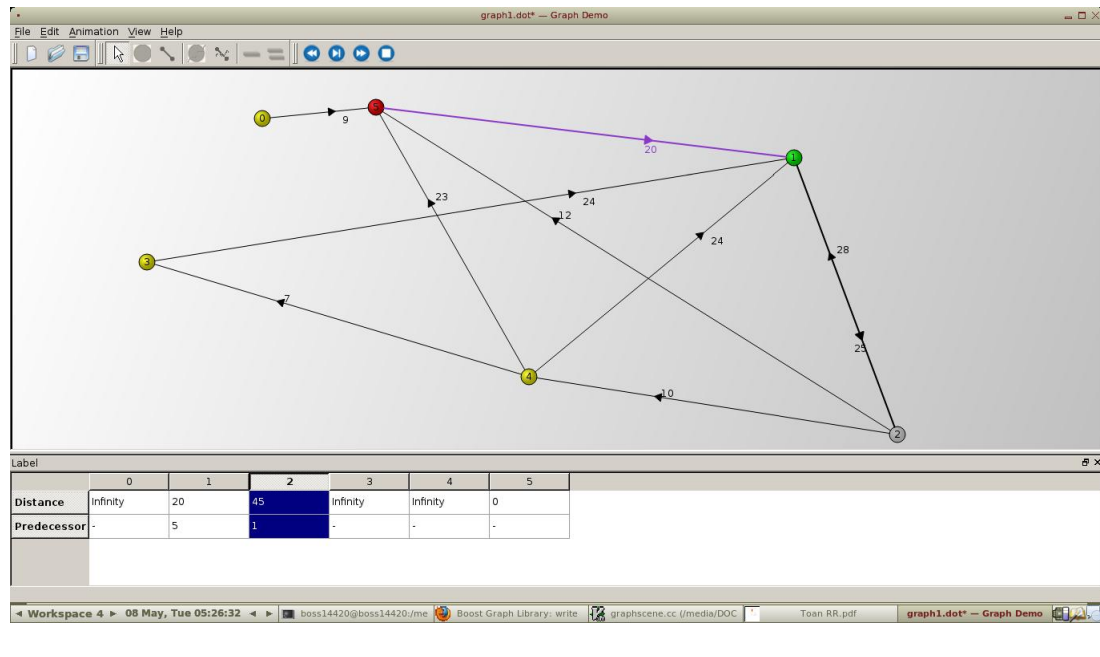 graph1.dot* — Graph Demo
File Edit Animation View Help
0
5
9
20
1
23
24
12
24
28
3
7
25
4
10
2
Label
0 1 2 3 4 5
Distance Infinity 20 45 Infinity Infinity 0
Predecessor - 5 1 - - -
Workspace 4 08 May, Tue 05:26:32 boss14420@boss14420:/me Boost Graph Library: write graphscene.cc (/media/DOC Toan RR.pdf graph1.dot* — Graph Demo